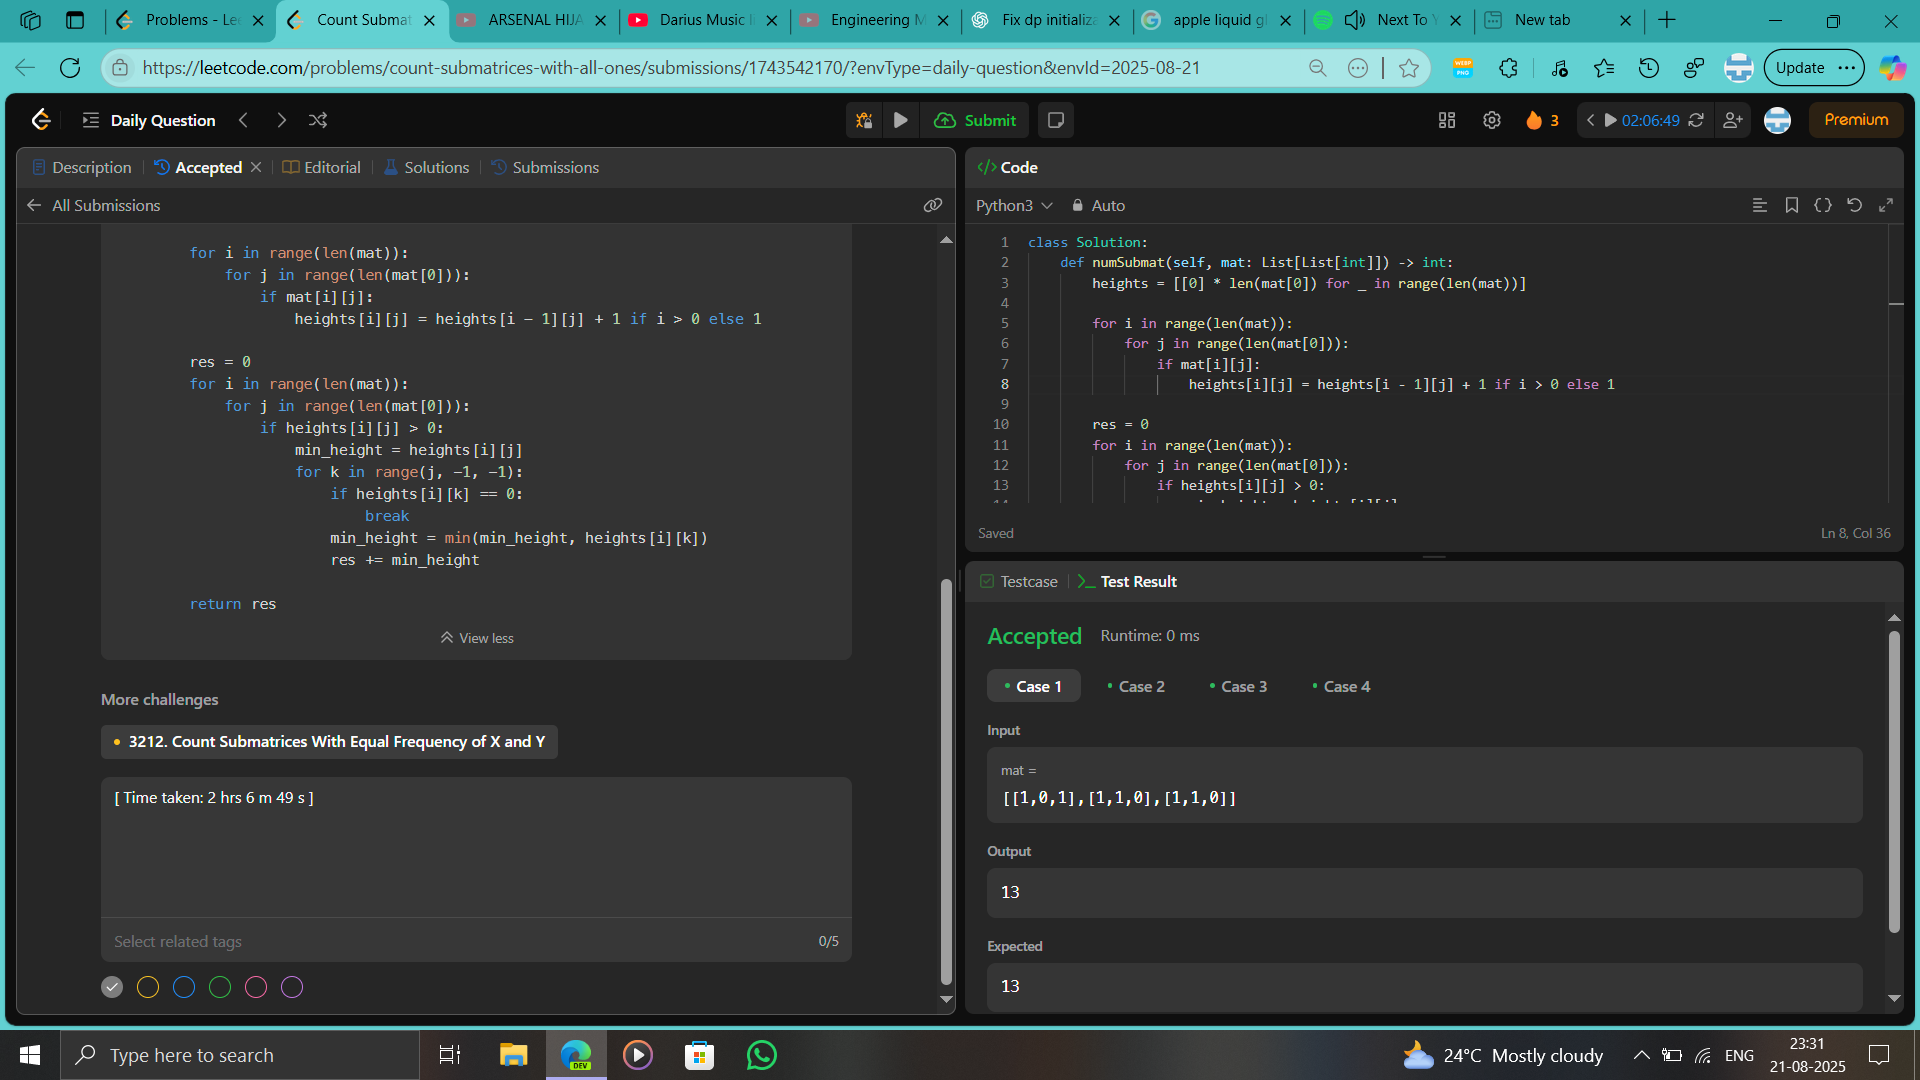 Problems - Lee
Count Submat
ARSENAL HIJA
Darius Music I
Engineering M
Fix dp initializa
apple liquid gl
Next To Y
New tab
https://leetcode.com/problems/count-submatrices-with-all-ones/submissions/1743542170/?envType=daily-question&envId=2025-08-21
WEBP PNG
Update
Daily Question
Submit
3
02:06:49
Premium
Description
Accepted
Editorial
Solutions
Submissions
All Submissions
for i in range(len(mat)):
for j in range(len(mat[0])):
if mat[i][j]:
heights[i][j] = heights[i - 1][j] + 1 if i > 0 else 1
res = 0
for i in range(len(mat)):
for j in range(len(mat[0])):
if heights[i][j] > 0:
min_height = heights[i][j]
for k in range(j, -1, -1):
if heights[i][k] == 0:
break
min_height = min(min_height, heights[i][k])
res += min_height
return res
View less
More challenges
3212. Count Submatrices With Equal Frequency of X and Y
[ Time taken: 2 hrs 6 m 49 s ]
Select related tags
0/5
</> Code
Python3
Auto
1 class Solution:
2 def numSubmat(self, mat: List[List[int]]) -> int:
3 heights = [[0] * len(mat[0]) for _ in range(len(mat))]
4
5 for i in range(len(mat)):
6 for j in range(len(mat[0])):
7 if mat[i][j]:
8 heights[i][j] = heights[i - 1][j] + 1 if i > 0 else 1
9
10 res = 0
11 for i in range(len(mat)):
12 for j in range(len(mat[0])):
13 if heights[i][j] > 0:
Saved
Ln 8, Col 36
Testcase
Test Result
Accepted
Runtime: 0 ms
Case 1
Case 2
Case 3
Case 4
Input
mat =
[[1,0,1],[1,1,0],[1,1,0]]
Output
13
Expected
13
Type here to search
DEV
24°C Mostly cloudy
ENG
23:31
21-08-2025